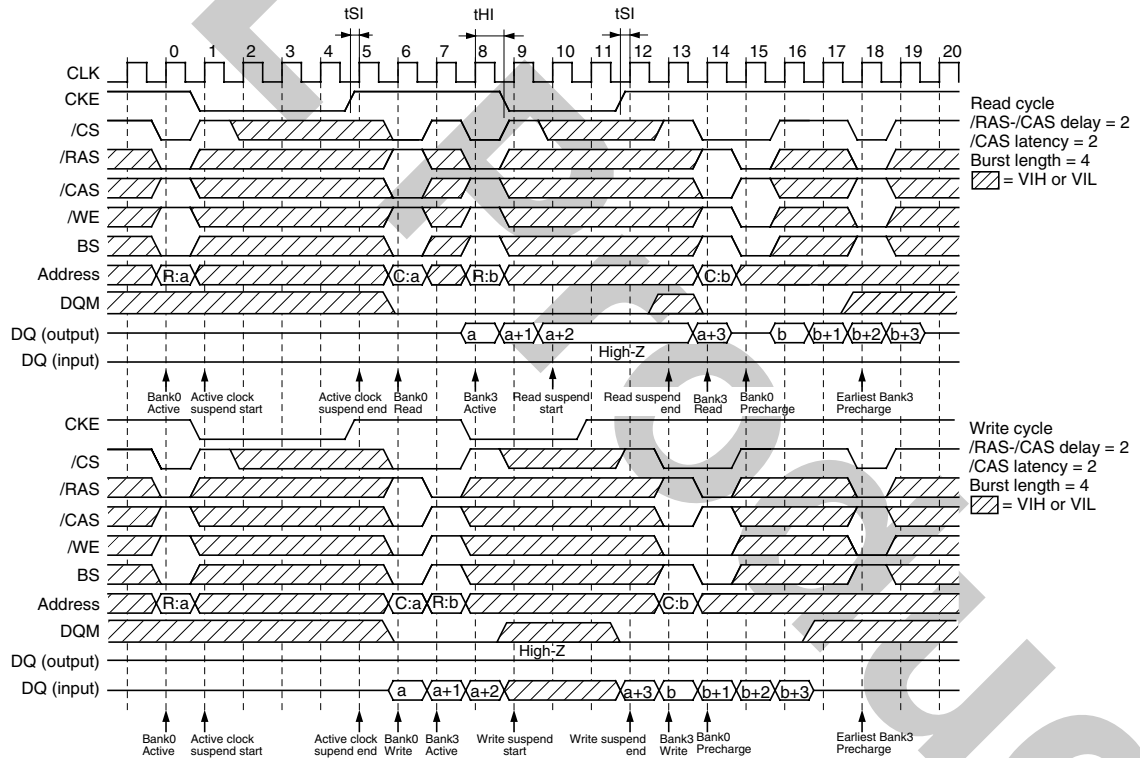 tSI tHI tSI
0 1 2 3 4 5 6 7 8 9 10 11 12 13 14 15 16 17 18 19 20
CLK
CKE
/CS
/RAS
/CAS
/WE
BS
Address R:a C:a R:b C:b
DQM
DQ (output) a a+1 a+2 a+3 b b+1 b+2 b+3
High-Z
DQ (input)
Bank0 Active
Active clock suspend start
Active clock suspend end
Bank0 Read
Bank3 Active
Read suspend start
Read suspend end
Bank3 Read
Bank0 Precharge
Earliest Bank3 Precharge
Read cycle
/RAS-/CAS delay = 2
/CAS latency = 2
Burst length = 4
= VIH or VIL
CKE
/CS
/RAS
/CAS
/WE
BS
Address R:a C:a R:b C:b
DQM
High-Z
DQ (output)
DQ (input) a a+1 a+2 a+3 b b+1 b+2 b+3
Bank0 Active
Active clock suspend start
Active clock supend end
Bank0 Write
Bank3 Active
Write suspend start
Write suspend end
Bank3 Write
Bank0 Precharge
Earliest Bank3 Precharge
Write cycle
/RAS-/CAS delay = 2
/CAS latency = 2
Burst length = 4
= VIH or VIL